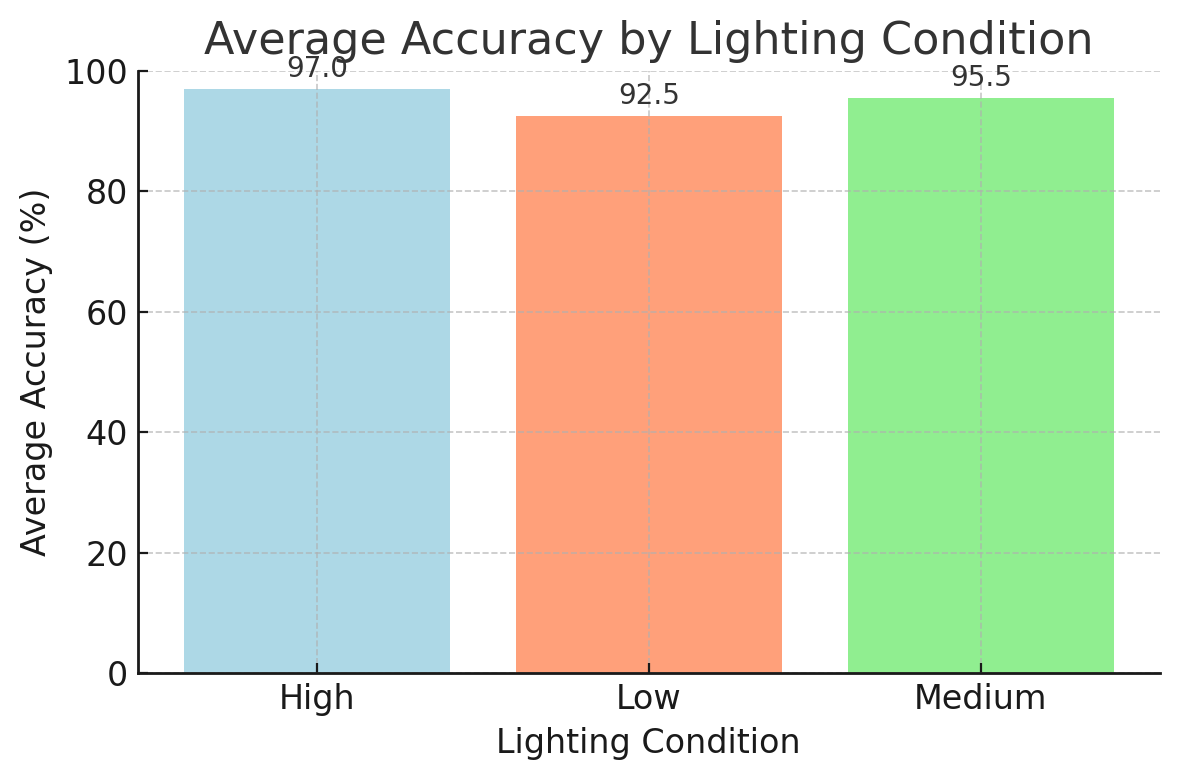 Average Accuracy by Lighting Condition
97.0
92.5
95.5
100
80
60
40
20
0
Average Accuracy (%)
High
Low
Medium
Lighting Condition